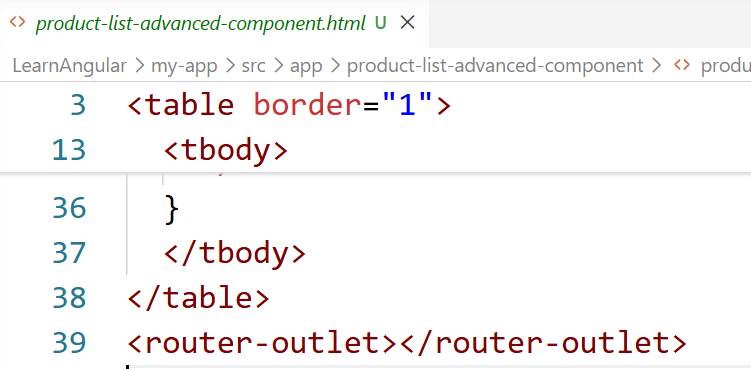 <> product-list-advanced-component.html U ×
LearnAngular > my-app > src > app > product-list-advanced-component > <> produ
3 <table border="1">
13 <tbody>
36 }
37 </tbody>
38 </table>
39 <router-outlet></router-outlet>